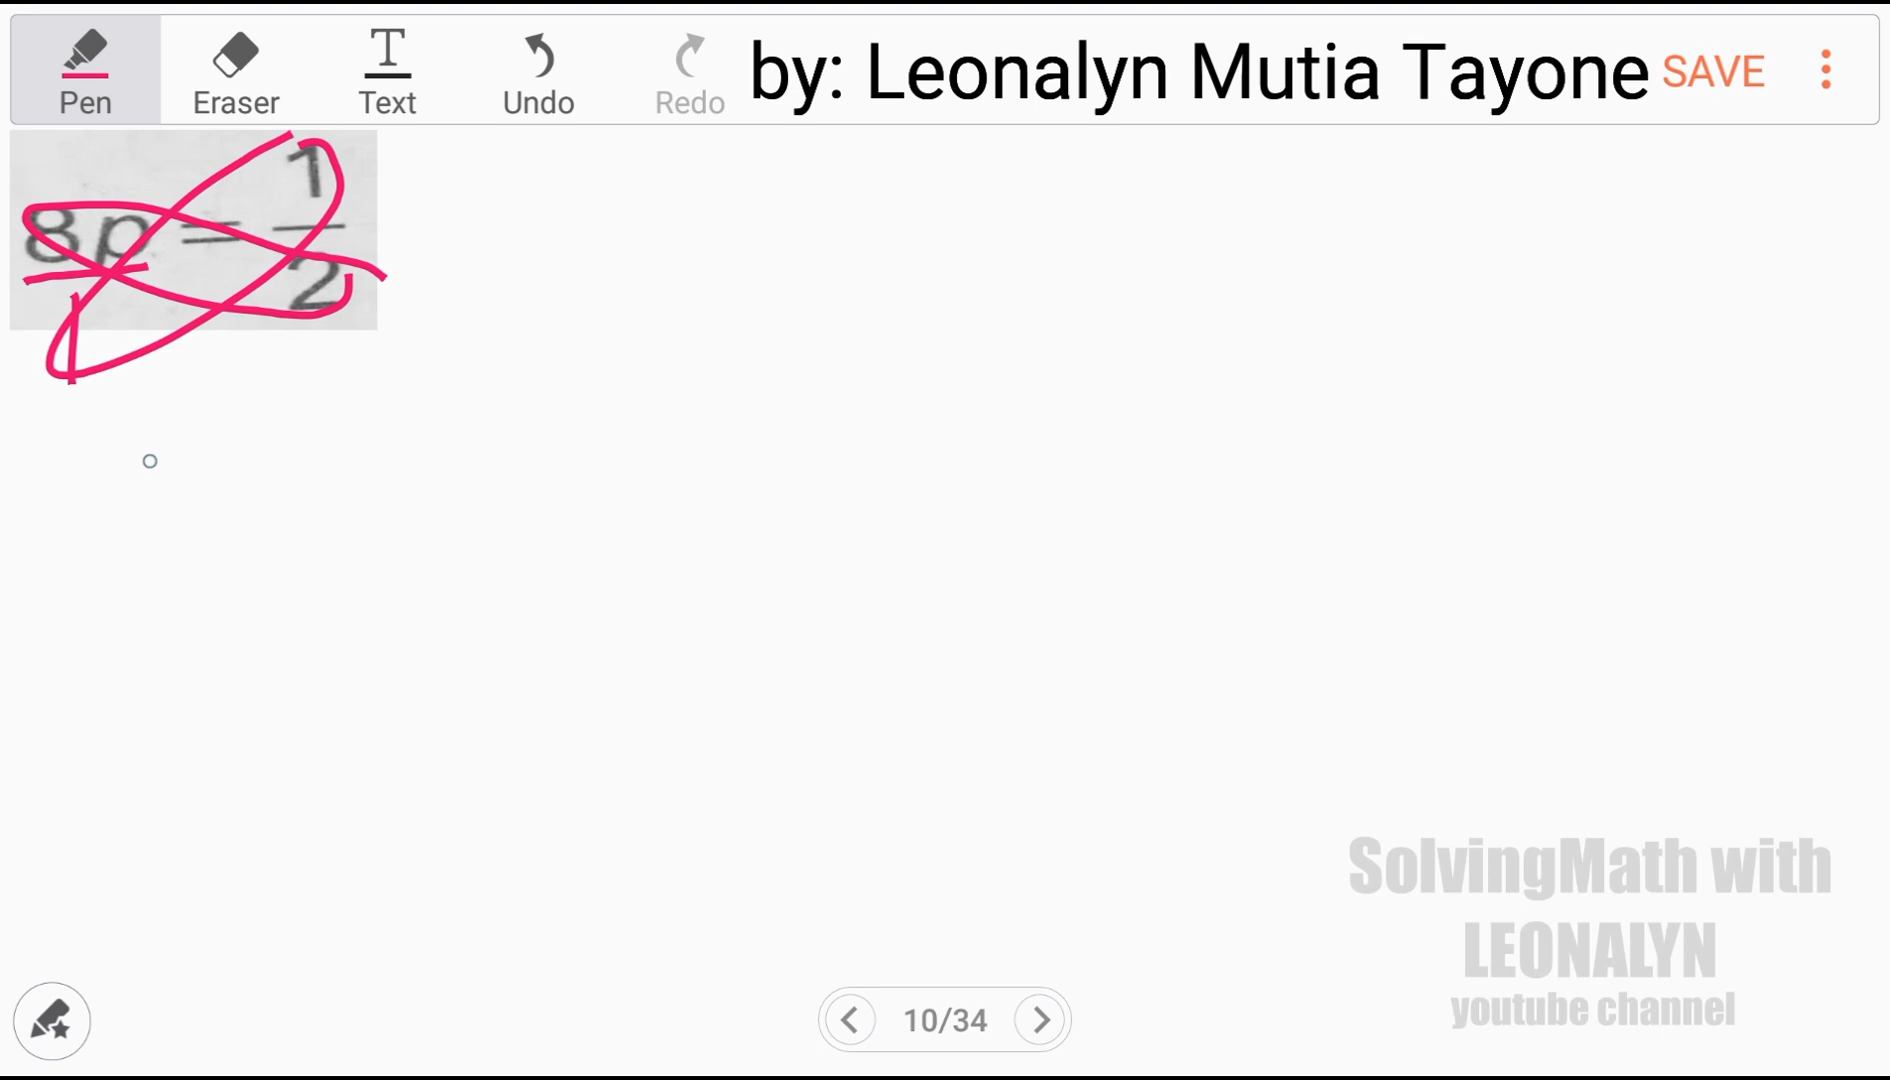 Pen Eraser Text Undo Redo by: Leonalyn Mutia Tayone SAVE
8p = 1/2
1
10/34
SolvingMath with
LEONALYN
youtube channel